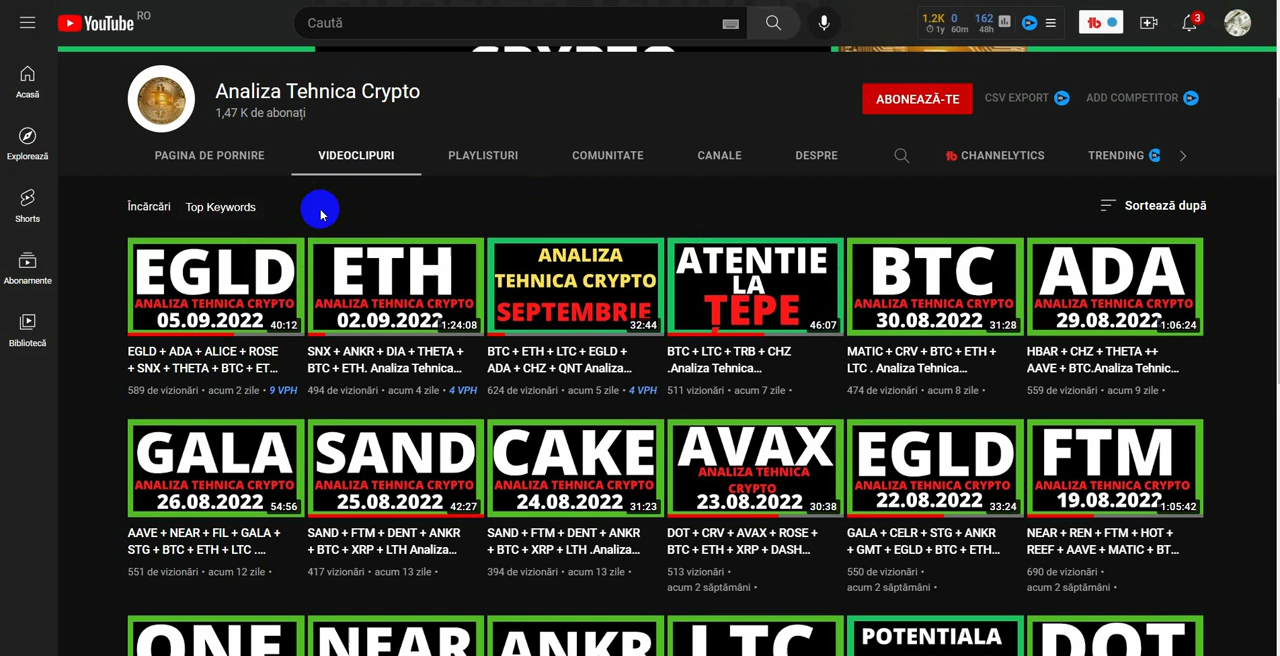 YouTube RO
Caută
1.2K 0 162
1y 60m 48h
tb
3
CRYPTO
Acasă
Explorează
Shorts
Abonamente
Bibliotecă
Analiza Tehnica Crypto
1,47 K de abonați
ABONEAZĂ-TE
CSV EXPORT
ADD COMPETITOR
PAGINA DE PORNIRE
VIDEOCLIPURI
PLAYLISTURI
COMUNITATE
CANALE
DESPRE
tb CHANNELYTICS
TRENDING
Încărcări
Top Keywords
Sortează după
EGLD
ANALIZA TEHNICA CRYPTO
05.09.2022
40:12
EGLD + ADA + ALICE + ROSE
+ SNX + THETA + BTC + ET...
589 de vizionări • acum 2 zile • 9 VPH
ETH
ANALIZA TEHNICA CRYPTO
02.09.2022
1:24:08
SNX + ANKR + DIA + THETA +
BTC + ETH. Analiza Tehnica...
494 de vizionări • acum 4 zile • 4 VPH
ANALIZA
TEHNICA CRYPTO
SEPTEMBRIE
32:44
BTC + ETH + LTC + EGLD +
ADA + CHZ + QNT Analiza...
624 de vizionări • acum 5 zile • 4 VPH
ATENTIE
LA
ȚEPE
46:07
BTC + LTC + TRB + CHZ
.Analiza Tehnica...
511 vizionări • acum 7 zile •
BTC
ANALIZA TEHNICA CRYPTO
30.08.2022
31:28
MATIC + CRV + BTC + ETH +
LTC . Analiza Tehnica...
474 de vizionări • acum 8 zile •
ADA
ANALIZA TEHNICA CRYPTO
29.08.2022
1:06:24
HBAR + CHZ + THETA ++
AAVE + BTC.Analiza Tehnic...
559 de vizionări • acum 9 zile •
GALA
ANALIZA TEHNICA CRYPTO
26.08.2022
54:56
AAVE + NEAR + FIL + GALA +
STG + BTC + ETH + LTC ....
551 de vizionări • acum 12 zile •
SAND
ANALIZA TEHNICA CRYPTO
25.08.2022
42:27
SAND + FTM + DENT + ANKR
+ BTC + XRP + LTH Analiza...
417 vizionări • acum 13 zile •
CAKE
ANALIZA TEHNICA CRYPTO
24.08.2022
31:23
SAND + FTM + DENT + ANKR
+ BTC + XRP + LTH .Analiza...
394 de vizionări • acum 13 zile •
AVAX
ANALIZA TEHNICA
CRYPTO
23.08.2022
30:38
DOT + CRV + AVAX + ROSE +
BTC + ETH + XRP + DASH...
513 vizionări •
acum 2 săptămâni •
EGLD
ANALIZA TEHNICA CRYPTO
22.08.2022
33:24
GALA + CELR + STG + ANKR
+ GMT + EGLD + BTC + ETH...
550 de vizionări •
acum 2 săptămâni •
FTM
ANALIZA TEHNICA CRYPTO
19.08.2022
1:05:42
NEAR + REN + FTM + HOT +
REEF + AAVE + MATIC + BT...
690 de vizionări •
acum 2 săptămâni •
ONE
NEAR
ANKR
LTC
POTENTIALA
DOT